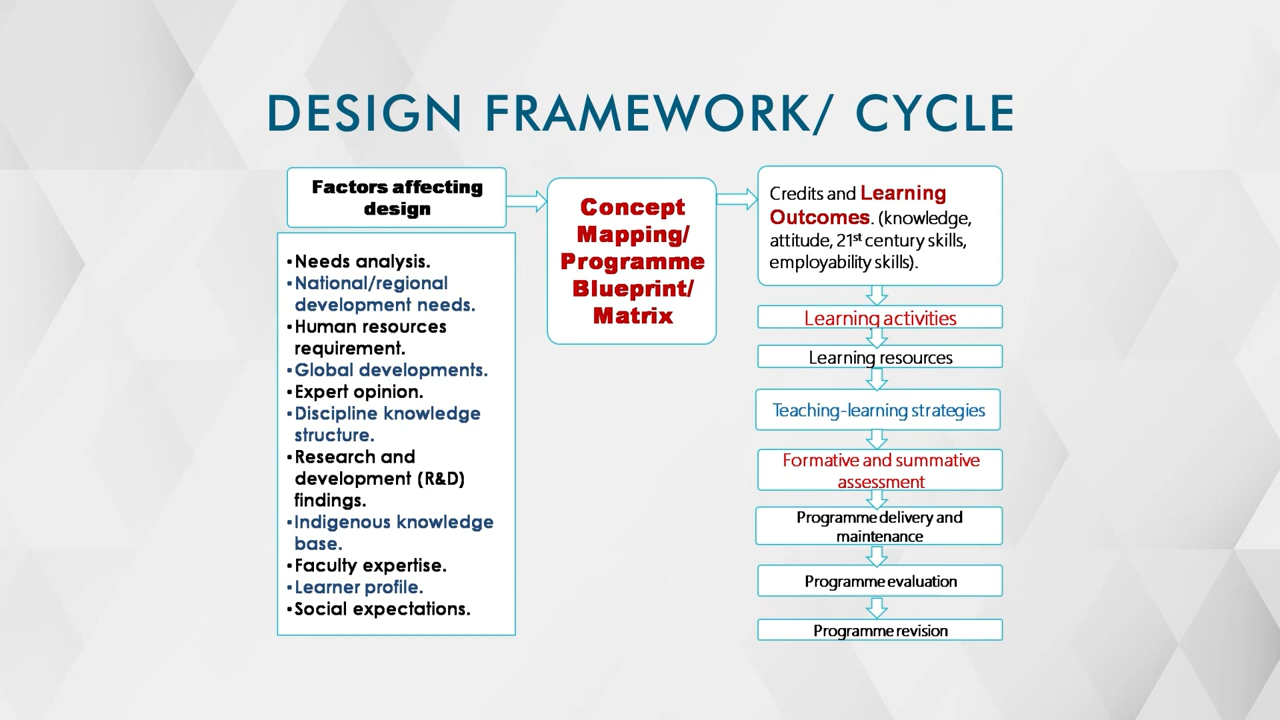 DESIGN FRAMEWORK/ CYCLE
Factors affecting
design
•Needs analysis.
•National/regional
development needs.
•Human resources
requirement.
•Global developments.
•Expert opinion.
•Discipline knowledge
structure.
•Research and
development (R&D)
findings.
•Indigenous knowledge
base.
•Faculty expertise.
•Learner profile.
•Social expectations.
Concept
Mapping/
Programme
Blueprint/
Matrix
Credits and Learning
Outcomes. (knowledge,
attitude, 21st century skills,
employability skills).
Learning activities
Learning resources
Teaching-learning strategies
Formative and summative
assessment
Programme delivery and
maintenance
Programme evaluation
Programme revision